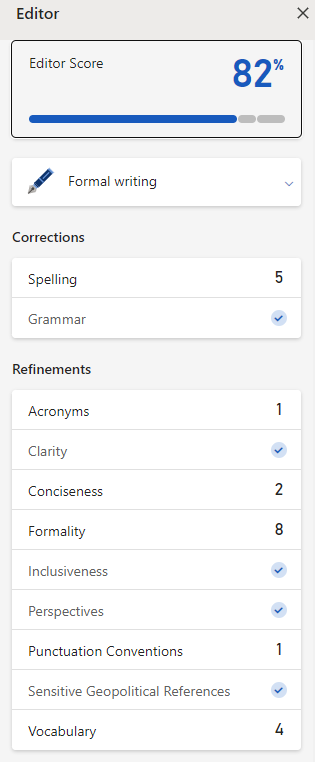 Editor
Editor Score
82%
Formal writing
Corrections
Spelling 5
Grammar
Refinements
Acronyms 1
Clarity
Conciseness 2
Formality 8
Inclusiveness
Perspectives
Punctuation Conventions 1
Sensitive Geopolitical References
Vocabulary 4